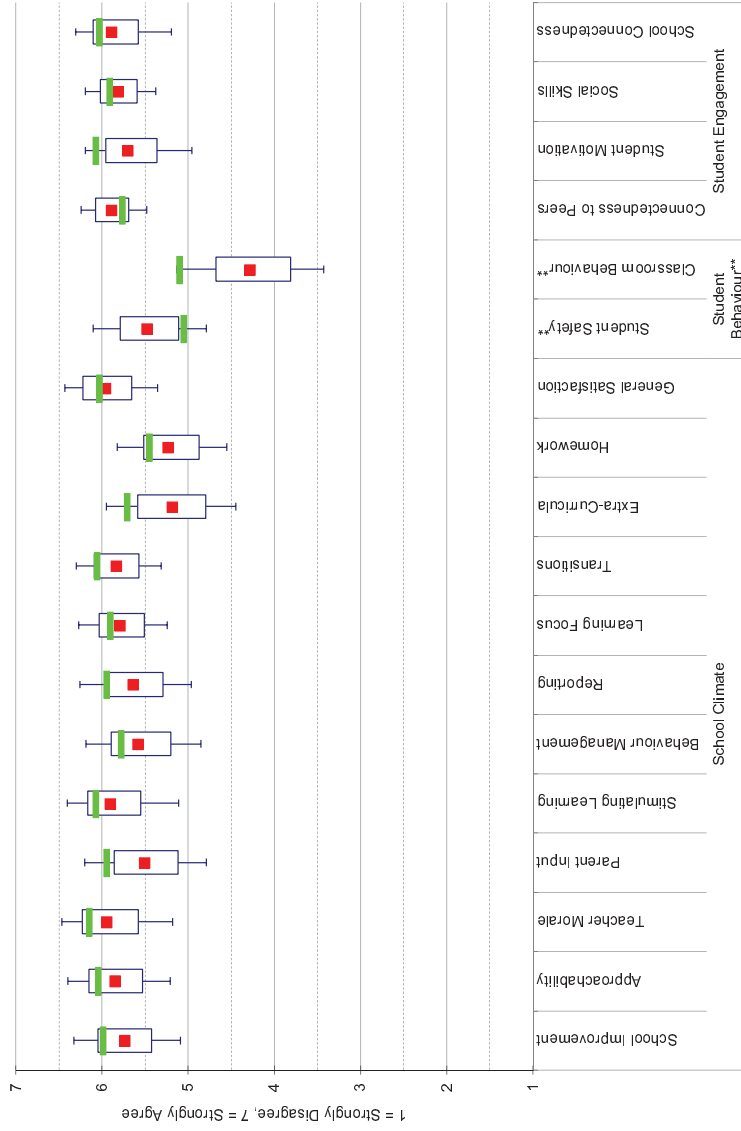 School Connectedness
Social Skills
Student Motivation
Connectedness to Peers
Student Engagement
Classroom Behaviour**
Student Safety**
Student
Behaviour**
General Satisfaction
Homework
Extra-Curricula
Transitions
Learning Focus
Reporting
Behaviour Management
Stimulating Learning
Parent Input
Teacher Morale
Approachability
School Improvement
School Climate
7
6
5
4
3
2
1
1 = Strongly Disagree, 7 = Strongly Agree